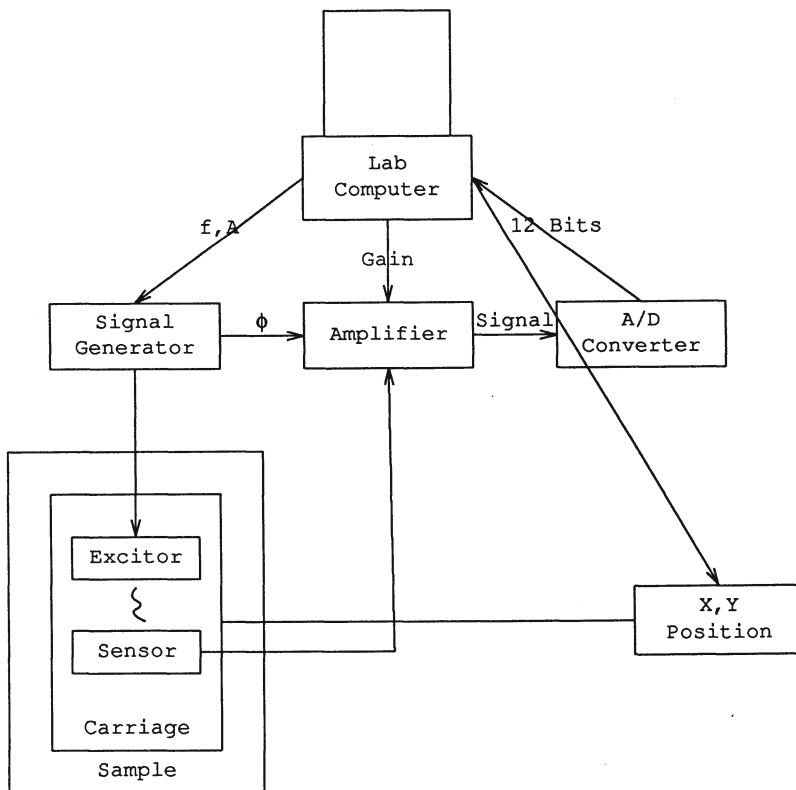 Lab
Computer
f,A
12 Bits
Gain
Signal
Generator
ϕ
Amplifier
Signal
A/D
Converter
Excitor
X,Y
Position
Sensor
Carriage
Sample